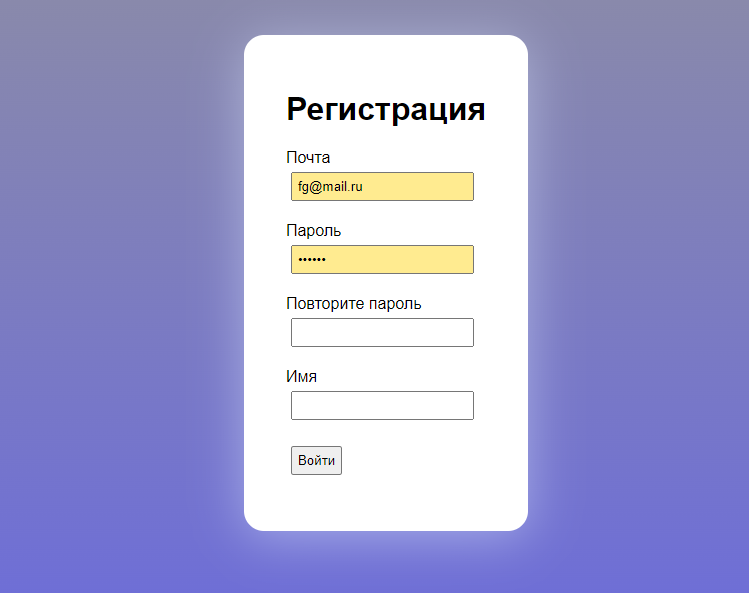 Регистрация
Почта
fg@mail.ru
Пароль
••••••
Повторите пароль
Имя
Войти